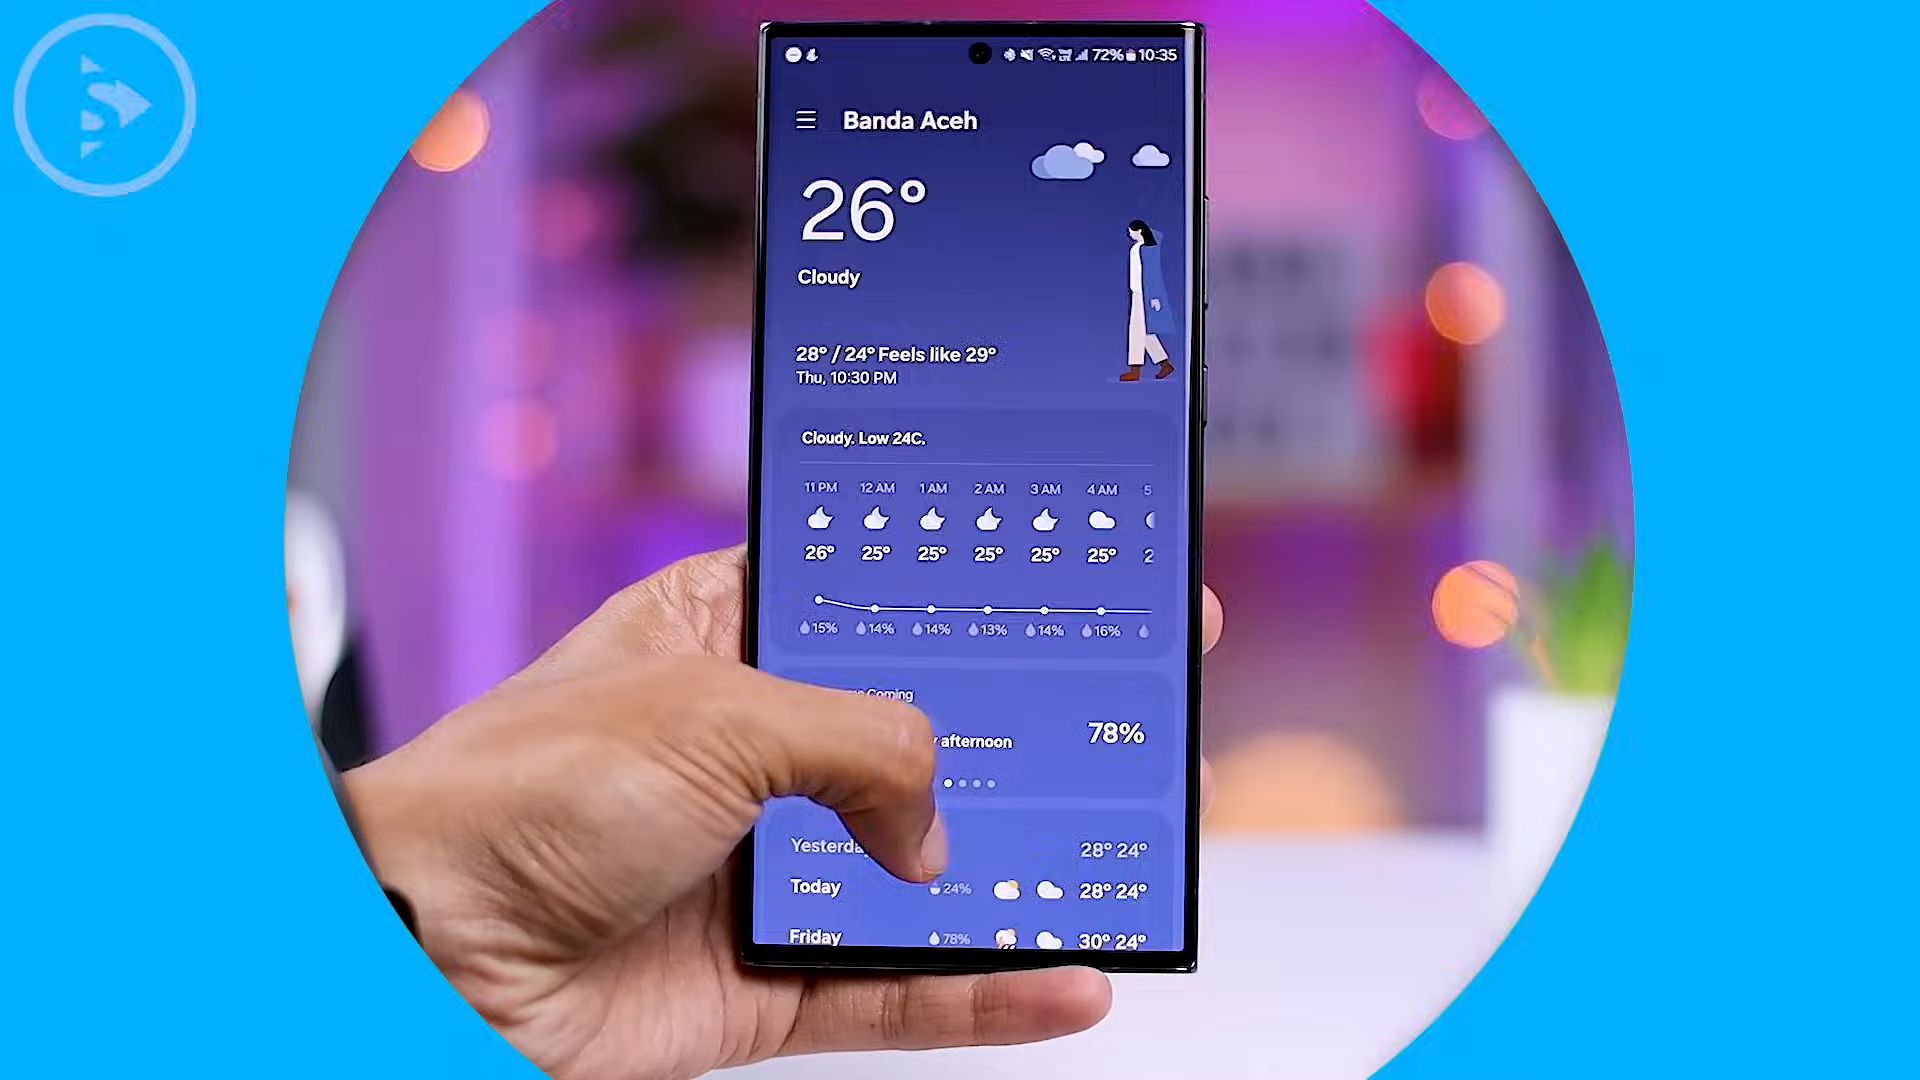 72% 10:35
Banda Aceh
26°
Cloudy
28° / 24° Feels like 29°
Thu, 10:30 PM
Cloudy. Low 24C.
11 PM 12 AM 1 AM 2 AM 3 AM 4 AM 5
26° 25° 25° 25° 25° 25° 2
15% 14% 14% 13% 14% 16%
Coming
afternoon
78%
28° 24°
Today 24% 28° 24°
Friday 78% 30° 24°